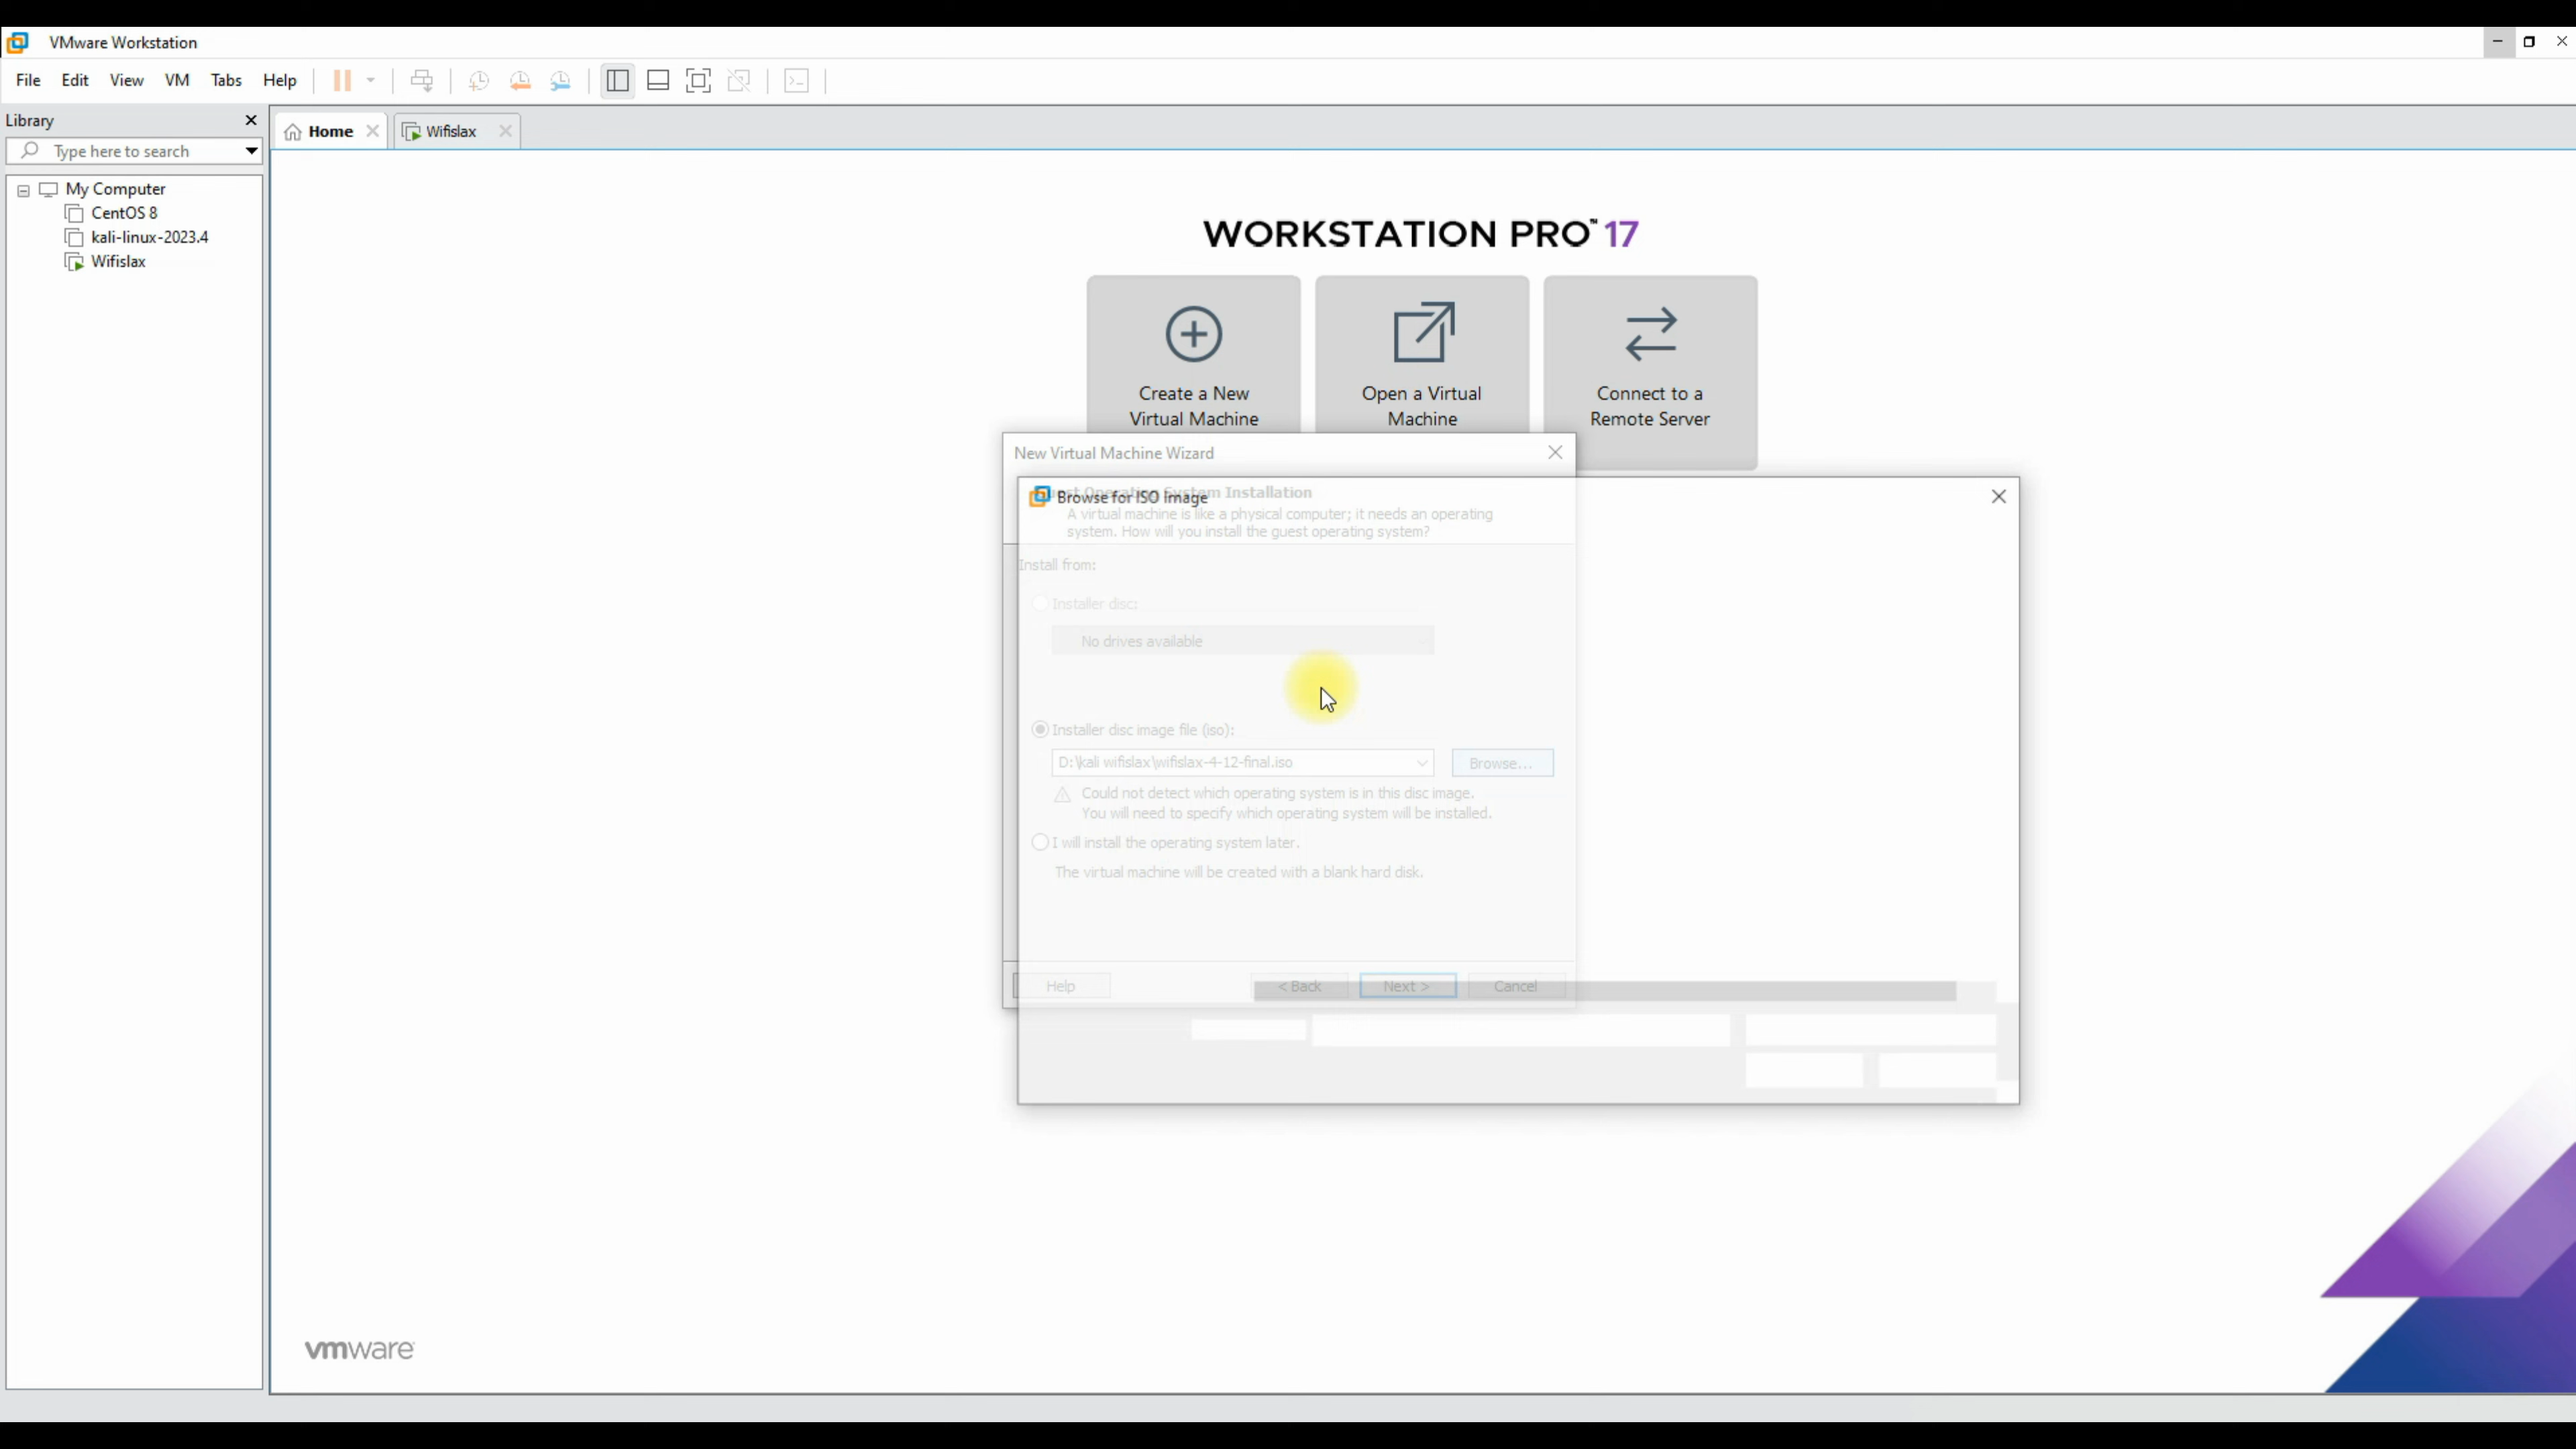 VMware Workstation
File Edit View VM Tabs Help
Library
Type here to search
Home
Wifislax
My Computer
CentOS 8
kali-linux-2023.4
Wifislax
WORKSTATION PRO™ 17
Create a New
Virtual Machine
Open a Virtual
Machine
Connect to a
Remote Server
New Virtual Machine Wizard
Browse for ISO Image
Operating System Installation
A virtual machine is like a physical computer; it needs an operating
system. How will you install the guest operating system?
Install from:
Installer disc:
No drives available
Installer disc image file (iso):
D:\kali wifislax\wifislax-4-12-final.iso
Browse...
Could not detect which operating system is in this disc image.
You will need to specify which operating system will be installed.
I will install the operating system later.
The virtual machine will be created with a blank hard disk.
Help
< Back
Next >
Cancel
vmware